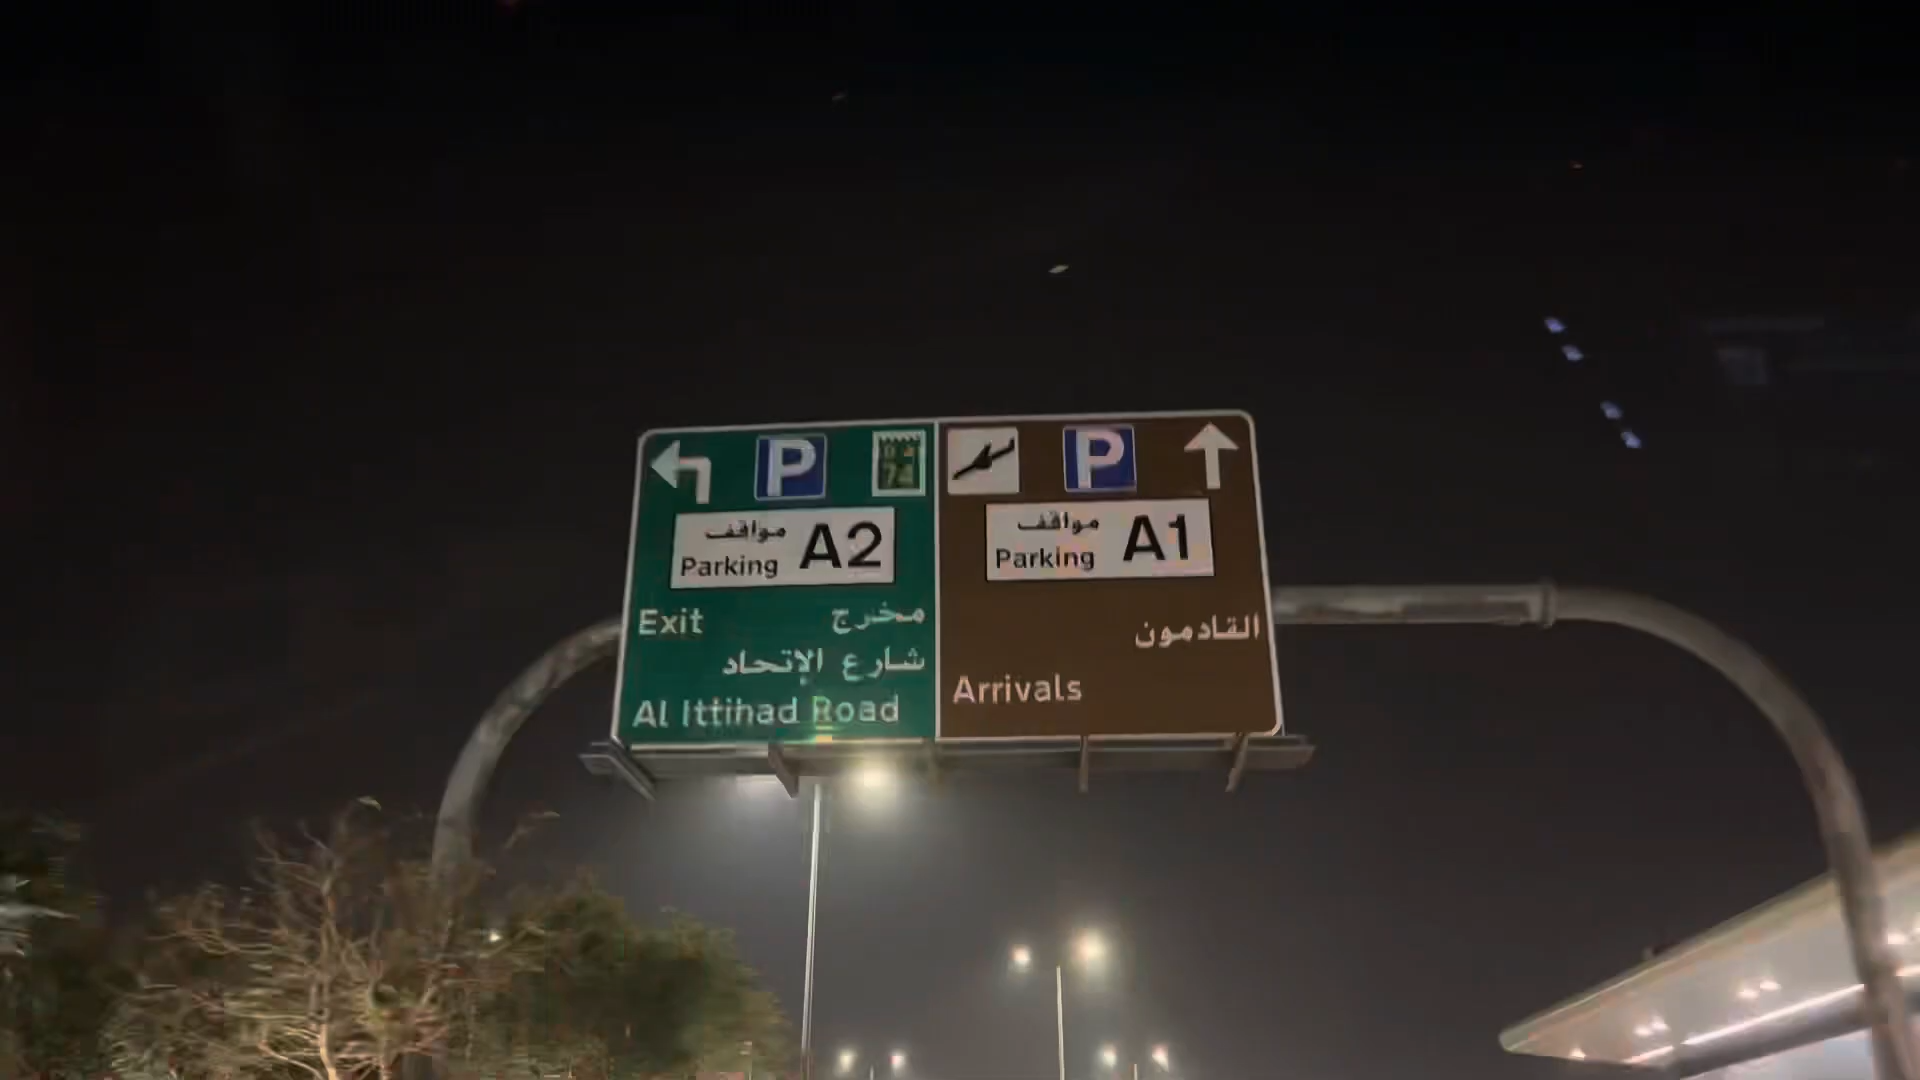 P
مواقف
Parking A2
Exit مخرج
شارع الإتحاد
Al Ittihad Road
P
مواقف
Parking A1
القادمون
Arrivals